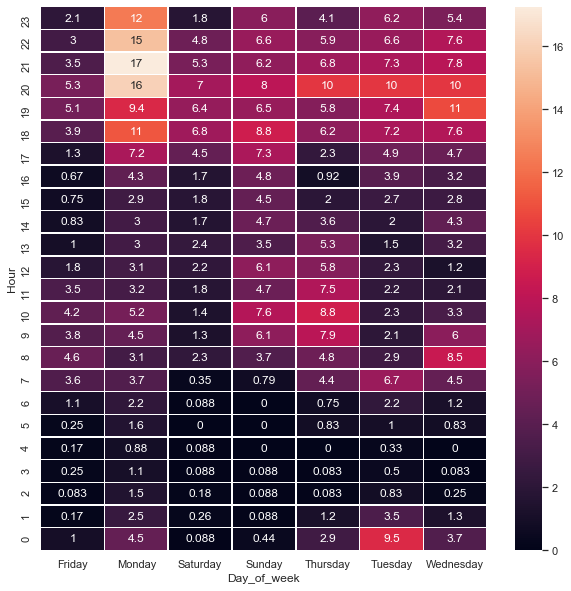 23 2.1 12 1.8 6 4.1 6.2 5.4
22 3 15 4.8 6.6 5.9 6.6 7.6
21 3.5 17 5.3 6.2 6.8 7.3 7.8
20 5.3 16 7 8 10 10 10
19 5.1 9.4 6.4 6.5 5.8 7.4 11
18 3.9 11 6.8 8.8 6.2 7.2 7.6
17 1.3 7.2 4.5 7.3 2.3 4.9 4.7
16 0.67 4.3 1.7 4.8 0.92 3.9 3.2
15 0.75 2.9 1.8 4.5 2 2.7 2.8
14 0.83 3 1.7 4.7 3.6 2 4.3
13 1 3 2.4 3.5 5.3 1.5 3.2
12 1.8 3.1 2.2 6.1 5.8 2.3 1.2
11 3.5 3.2 1.8 4.7 7.5 2.2 2.1
10 4.2 5.2 1.4 7.6 8.8 2.3 3.3
9 3.8 4.5 1.3 6.1 7.9 2.1 6
8 4.6 3.1 2.3 3.7 4.8 2.9 8.5
7 3.6 3.7 0.35 0.79 4.4 6.7 4.5
6 1.1 2.2 0.088 0 0.75 2.2 1.2
5 0.25 1.6 0 0 0.83 1 0.83
4 0.17 0.88 0.088 0 0 0.33 0
3 0.25 1.1 0.088 0.088 0.083 0.5 0.083
2 0.083 1.5 0.18 0.088 0.083 0.83 0.25
1 0.17 2.5 0.26 0.088 1.2 3.5 1.3
0 1 4.5 0.088 0.44 2.9 9.5 3.7
Friday Monday Saturday Sunday Thursday Tuesday Wednesday
Day_of_week
Hour
16
14
12
10
8
6
4
2
0